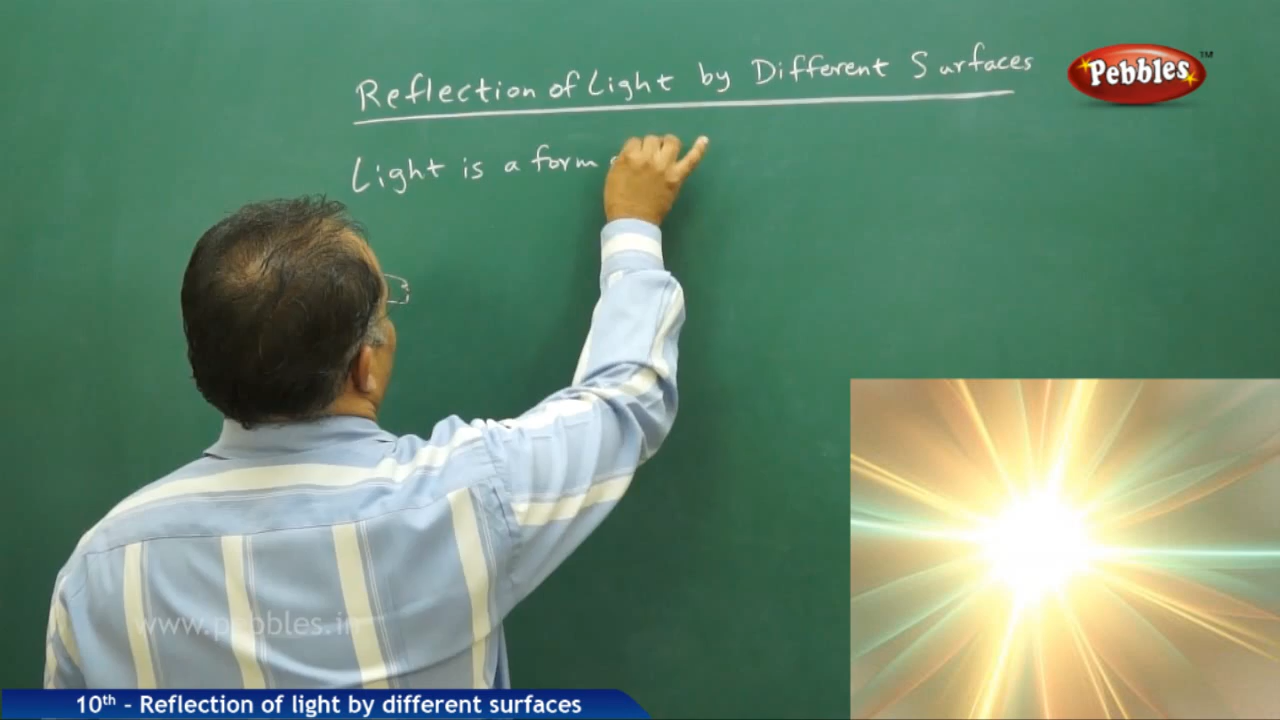 Reflection of Light by Different Surfaces
Pebbles™
Light is a form
www.pebbles.in
10th - Reflection of light by different surfaces